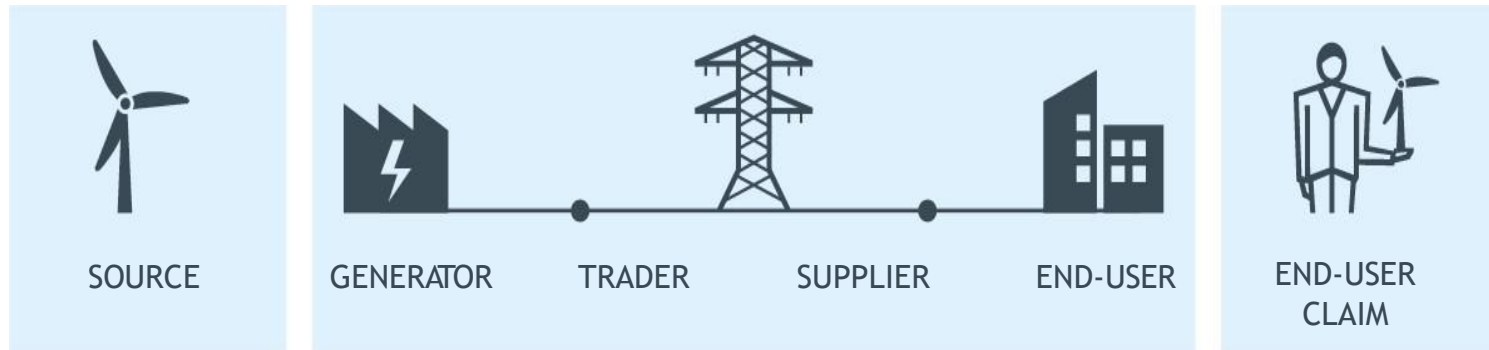 SOURCE
GENERATOR
TRADER
SUPPLIER
END-USER
END-USER
CLAIM